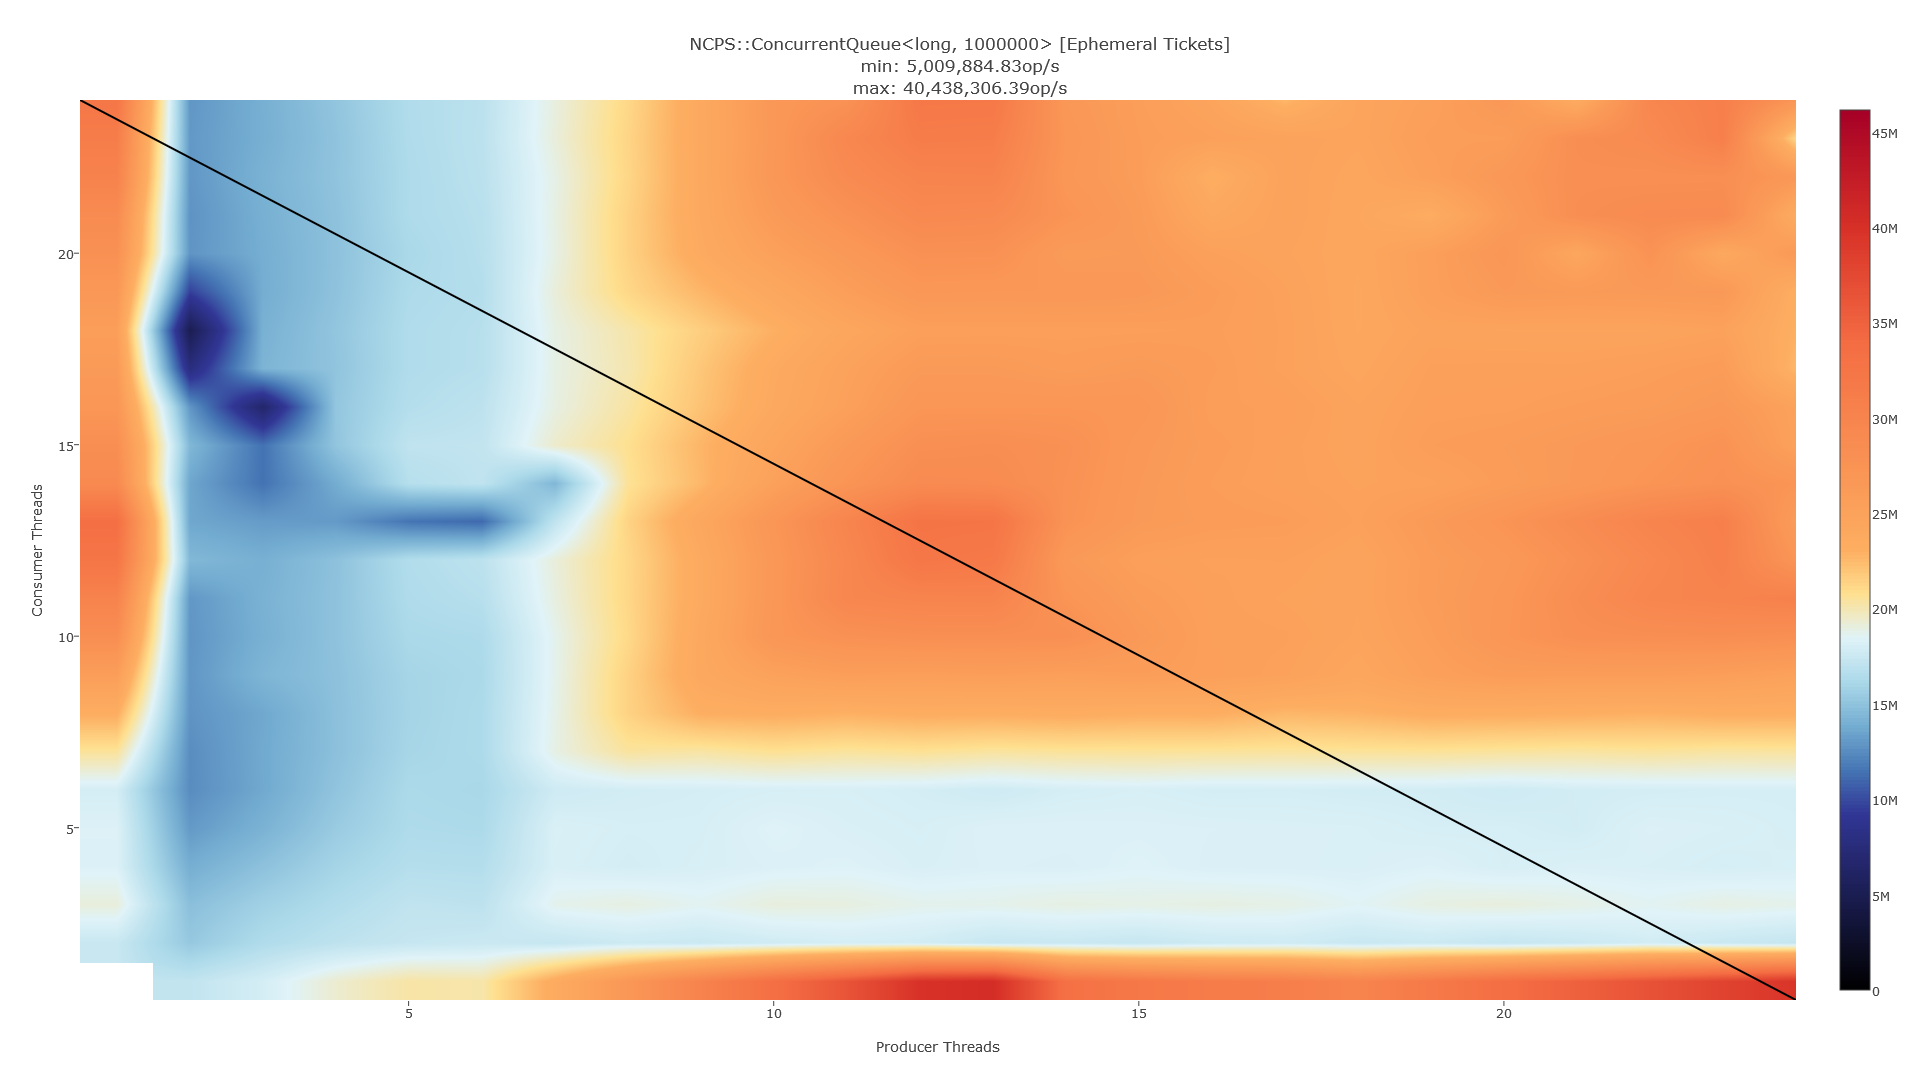 NCPS::ConcurrentQueue<long, 1000000> [Ephemeral Tickets]
min: 5,009,884.83op/s
max: 40,438,306.39op/s
45M
40M
35M
30M
25M
20M
15M
10M
5M
0
20
15
10
5
Consumer Threads
5
10
15
20
Producer Threads